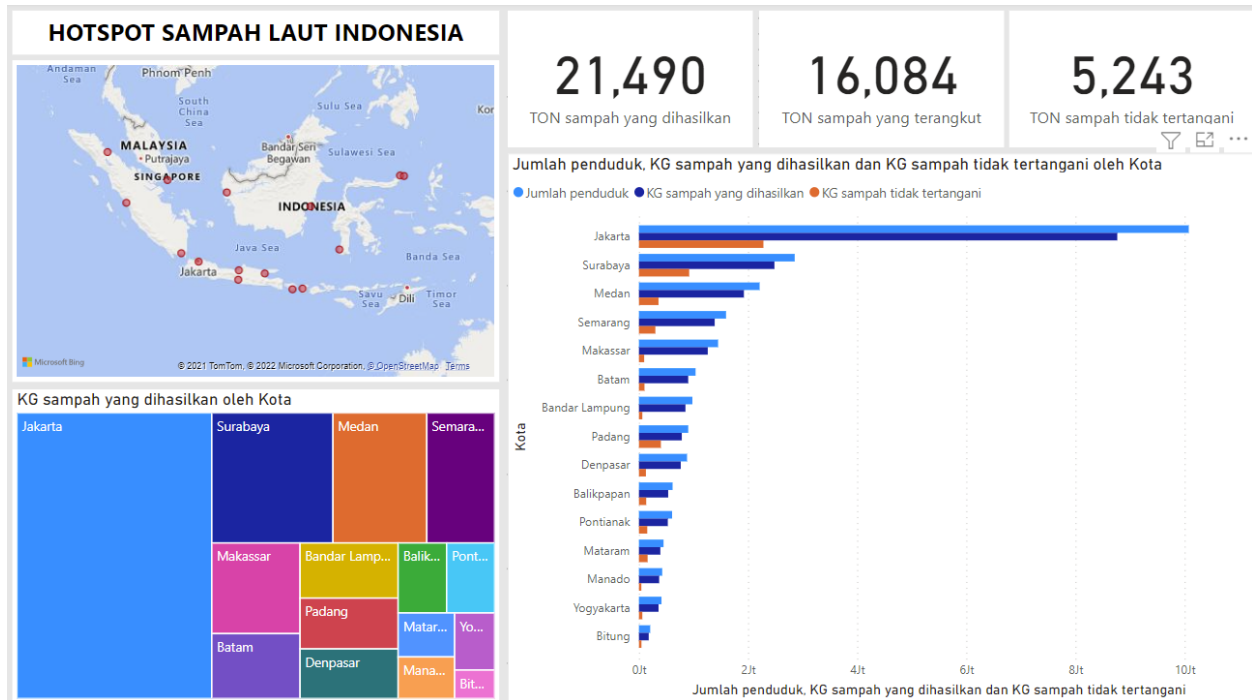 HOTSPOT SAMPAH LAUT INDONESIA
Andaman
Sea
Phnom Penh
South
China
Sea
Sulu Sea
Kor
MALAYSIA
Putrajaya
Bandar Seri
Begawan
Sulawesi Sea
SINGAPORE
INDONESIA
Java Sea
Banda Sea
Jakarta
Savu
Sea
Dili
Timor
Sea
Microsoft Bing
© 2021 TomTom, © 2022 Microsoft Corporation, © OpenStreetMap Terms
21,490
TON sampah yang dihasilkan
16,084
TON sampah yang terangkut
5,243
TON sampah tidak tertangani
KG sampah yang dihasilkan oleh Kota
Jakarta
Surabaya
Medan
Semara...
Makassar
Bandar Lamp...
Balik...
Pont...
Padang
Matar...
Yo...
Batam
Denpasar
Mana...
Bit...
Jumlah penduduk, KG sampah yang dihasilkan dan KG sampah tidak tertangani oleh Kota
Jumlah penduduk KG sampah yang dihasilkan KG sampah tidak tertangani
Kota
Jakarta
Surabaya
Medan
Semarang
Makassar
Batam
Bandar Lampung
Padang
Denpasar
Balikpapan
Pontianak
Mataram
Manado
Yogyakarta
Bitung
0Jt 2Jt 4Jt 6Jt 8Jt 10Jt
Jumlah penduduk, KG sampah yang dihasilkan dan KG sampah tidak tertangani